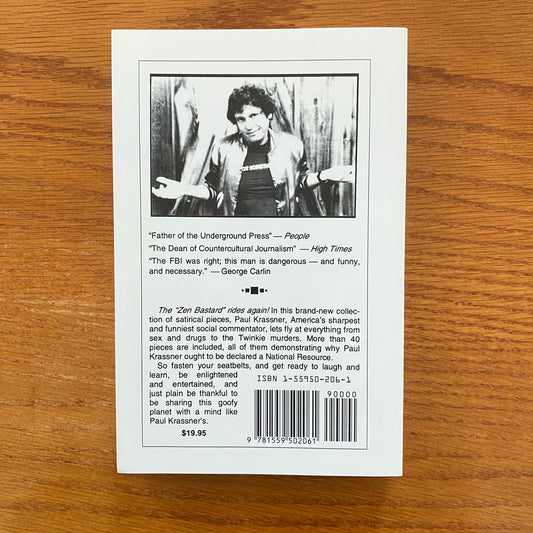 "Father of the Underground Press" — People
"The Dean of Countercultural Journalism" — High Times
"The FBI was right; this man is dangerous — and funny,
and necessary." — George Carlin
The "Zen Bastard" rides again! In this brand-new collec-
tion of satirical pieces, Paul Krassner, America's sharpest
and funniest social commentator, lets fly at everything from
sex and drugs to the Twinkie murders. More than 40
pieces are included, all of them demonstrating why Paul
Krassner ought to be declared a National Resource.
So fasten your seatbelts, and get ready to laugh and
learn, be enlightened
and entertained, and
just plain be thankful to
be sharing this goofy
planet with a mind like
Paul Krassner's.
$19.95
ISBN 1-55950-206-1
90000
9 781559 502061